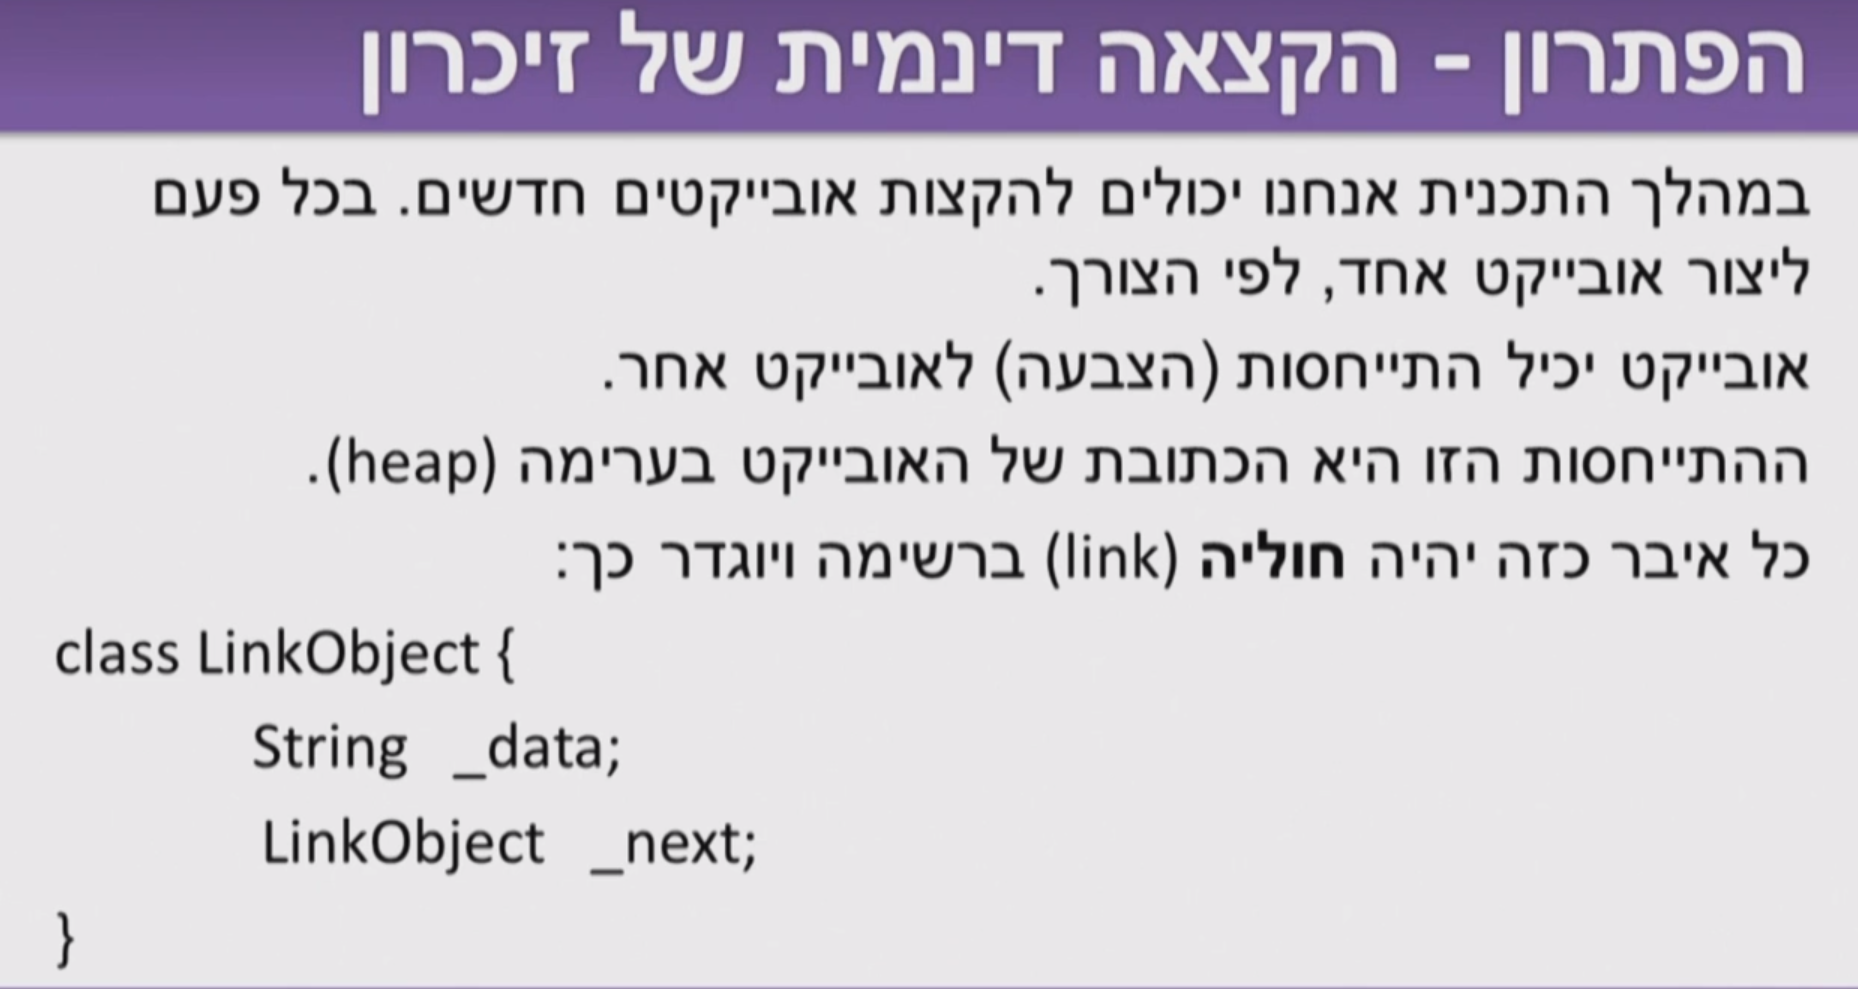 הפתרון - הקצאה דינמית של זיכרון
במהלך התכנית אנחנו יכולים להקצות אובייקטים חדשים. בכל פעם
ליצור אובייקט אחד, לפי הצורך.
אובייקט יכיל התייחסות (הצבעה) לאובייקט אחר.
ההתייחסות הזו היא הכתובת של האובייקט בערימה (heap).
כל איבר כזה יהיה חוליה (link) ברשימה ויוגדר כך:
class LinkObject {
String _data;
LinkObject _next;
}